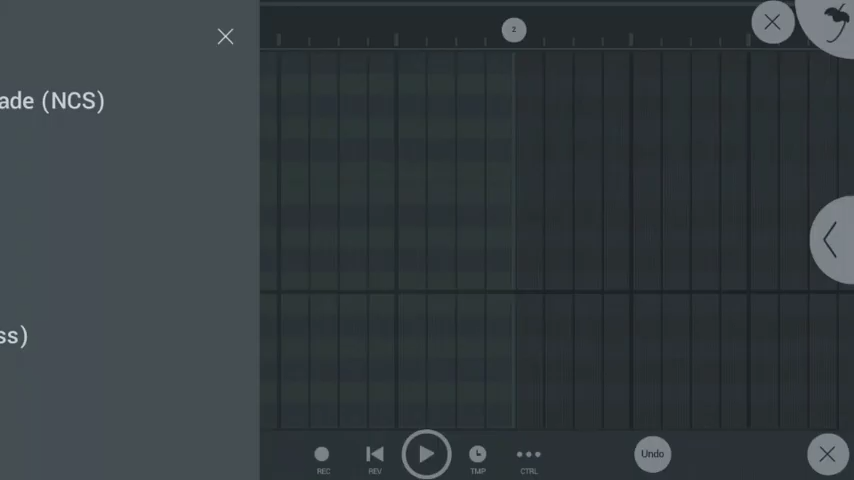 2
ade (NCS)
ss)
REC
REV
TMP
CTRL
Undo